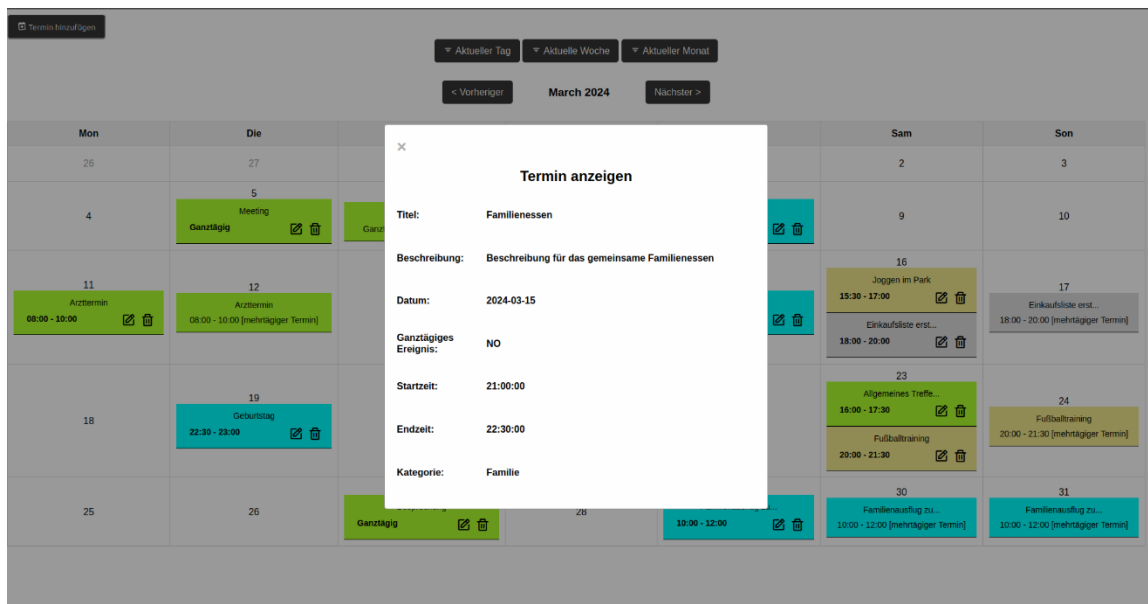 Termin hinzufügen
Aktueller Tag Aktuelle Woche Aktueller Monat
< Vorheriger March 2024 Nächster >
Mon Die Sam Son
26 27 2 3
4
5
Meeting
Ganztägig
9
10
11
Arzttermin
08:00 - 10:00
12
Arzttermin
08:00 - 10:00 [mehrtägiger Termin]
16
Joggen im Park
15:30 - 17:00
Einkaufsliste erst...
18:00 - 20:00
17
Einkaufsliste erst...
18:00 - 20:00 [mehrtägiger Termin]
18
19
Geburtstag
22:30 - 23:00
23
Allgemeines Treffe...
16:00 - 17:30
Fußballtraining
20:00 - 21:30
24
Fußballtraining
20:00 - 21:30 [mehrtägiger Termin]
25
26
Ganztägig
28
10:00 - 12:00
30
Familienausflug zu...
10:00 - 12:00 [mehrtägiger Termin]
31
Familienausflug zu...
10:00 - 12:00 [mehrtägiger Termin]
×
Termin anzeigen
Titel: Familienessen
Beschreibung: Beschreibung für das gemeinsame Familienessen
Datum: 2024-03-15
Ganztägiges
Ereignis: NO
Startzeit: 21:00:00
Endzeit: 22:30:00
Kategorie: Familie